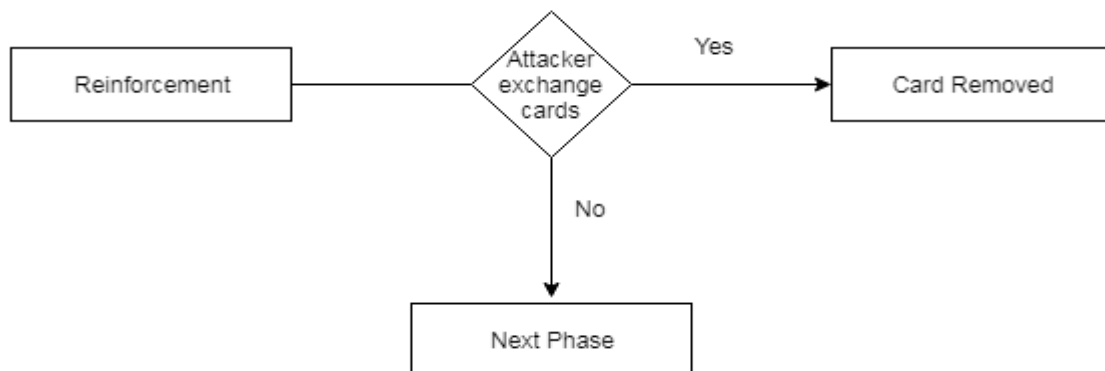 Reinforcement
Attacker
exchange
cards
Yes
Card Removed
No
Next Phase